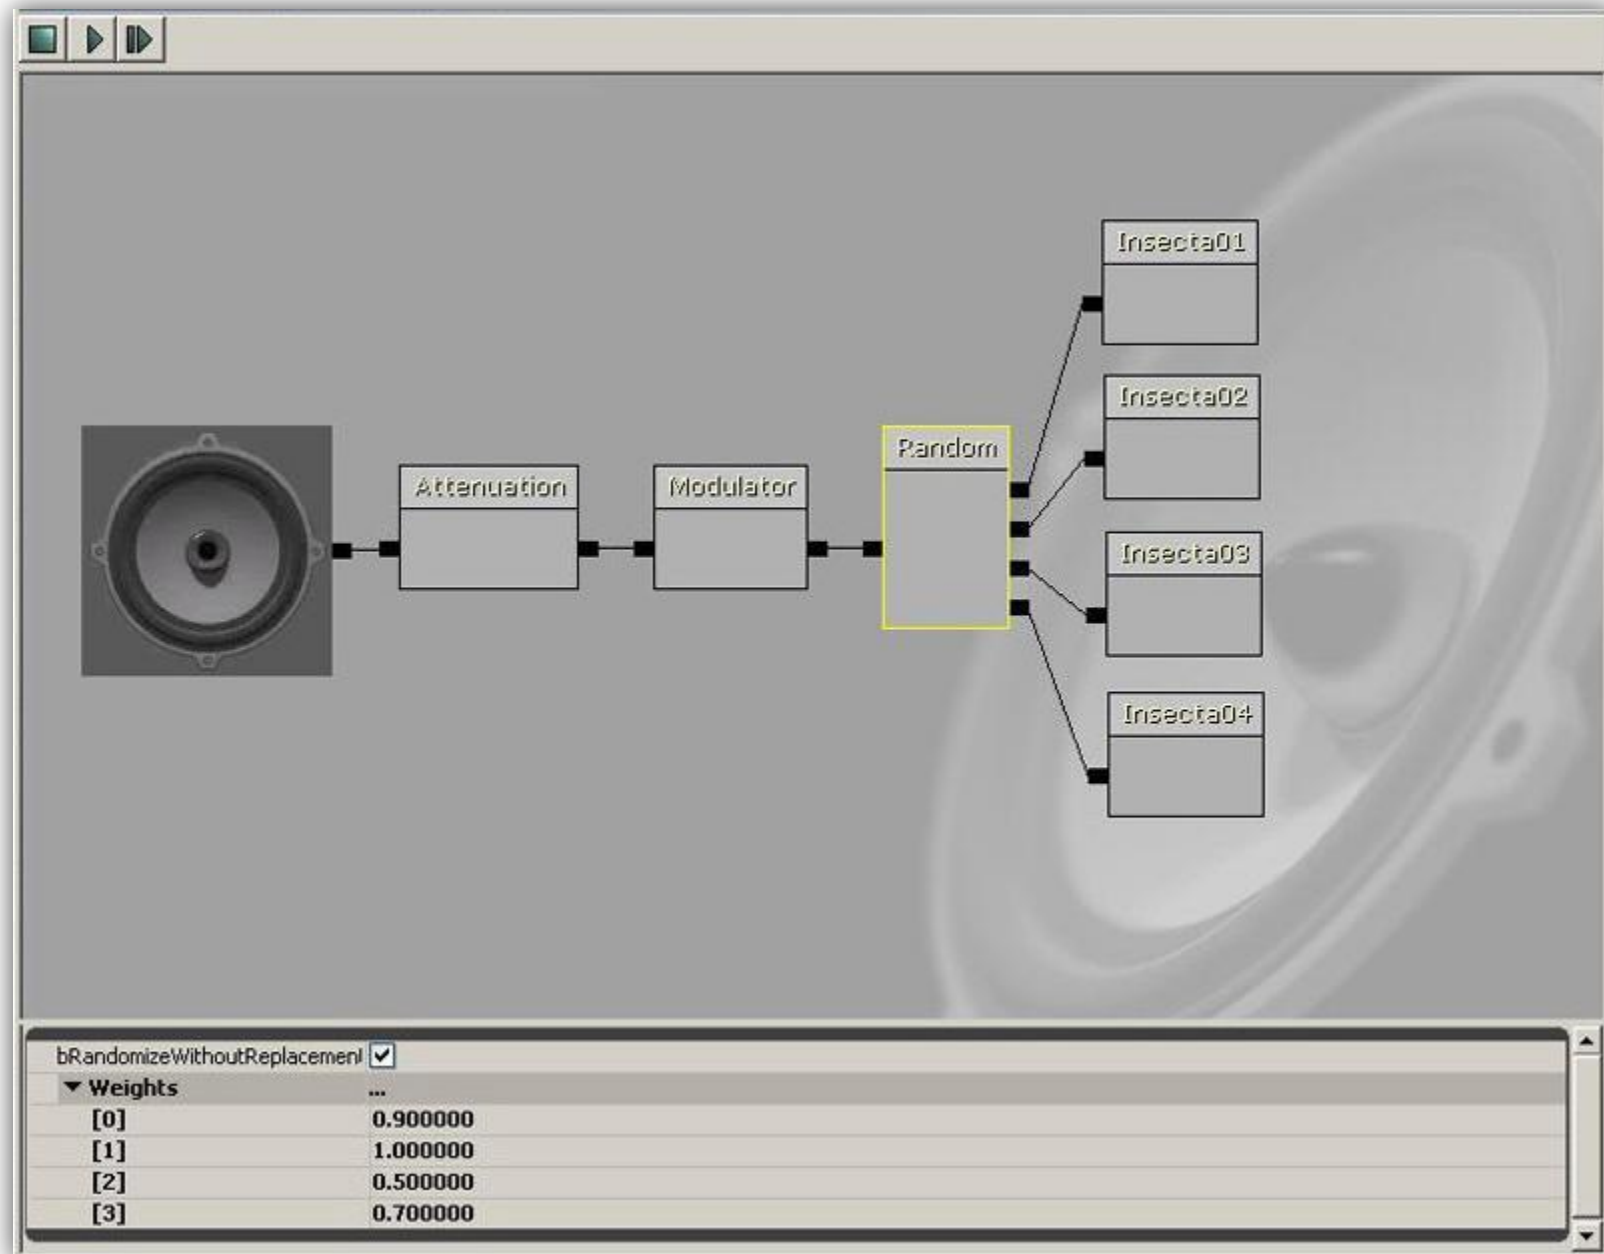 Insecta01
Insecta02
Random
Attenuation
Modulator
Insecta03
Insecta04
bRandomizeWithoutReplacement
Weights ...
[0] 0.900000
[1] 1.000000
[2] 0.500000
[3] 0.700000